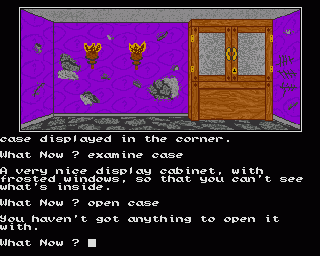 case displayed in the corner.
What Now ? examine case
A very nice display cabinet, with
frosted windows, so that you can't see
what's inside.
What Now ? open case
You haven't got anything to open it
with.
What Now ?